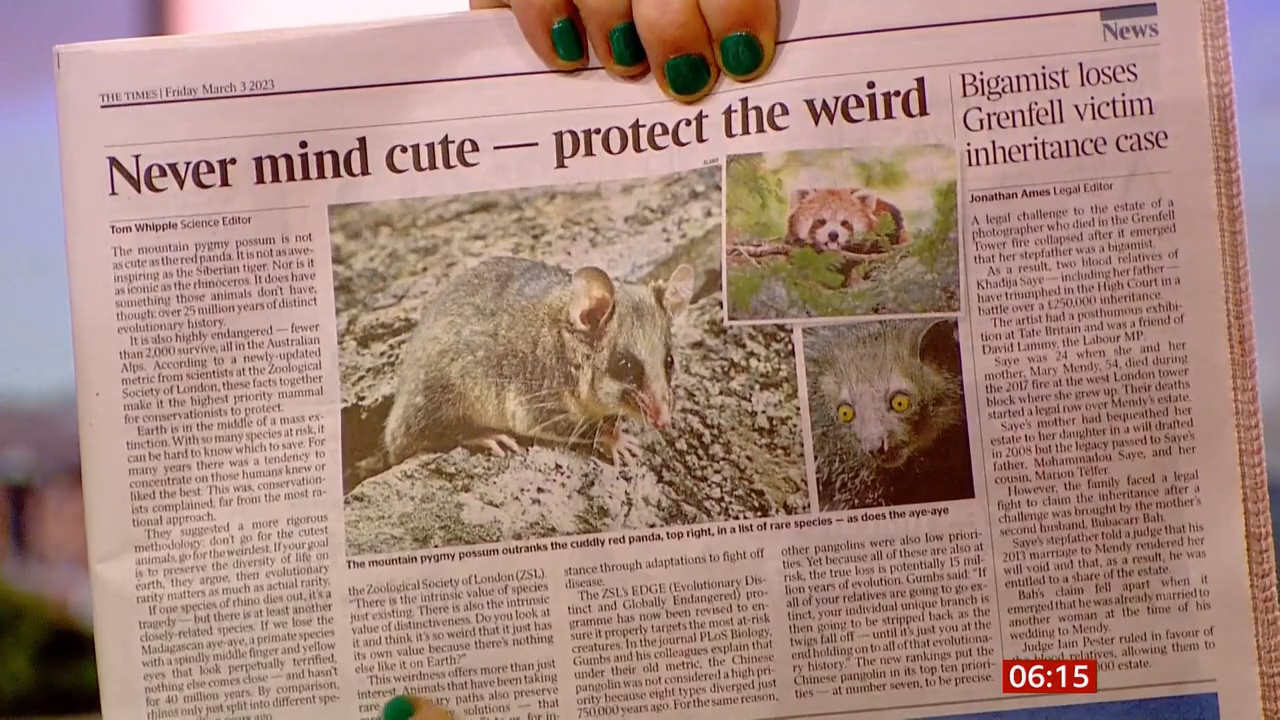 News
THE TIMES | Friday March 3 2023
Never mind cute — protect the weird
Tom Whipple Science Editor
The mountain pygmy possum is not
as cute as the red panda. It is not as awe-
inspiring as the Siberian tiger. Nor is it
as iconic as the rhinoceros. It does have
something those animals don't have,
though: over 25 million years of distinct
evolutionary history.
It is also highly endangered — fewer
than 2,000 survive, all in the Australian
Alps. According to a newly-updated
metric from scientists at the Zoological
Society of London, these facts together
make it the highest priority mammal
for conservationists to protect.
Earth is in the middle of a mass ex-
tinction. With so many species at risk, it
can be hard to know which to save. For
many years there was a tendency to
concentrate on those humans knew or
liked the best. This was, conservation-
ists complained, far from the most ra-
tional approach.
They suggested a more rigorous
methodology: don't go for the cutest
animals, go for the weirdest. If your goal
is to preserve the diversity of life on
earth, they argue, then evolutionary
rarity matters as much as actual rarity.
If one species of rhino dies out, it's a
tragedy — but there is at least another
closely-related species. If we lose the
Madagascan aye-aye, a primate species
with a spindly middle finger and yellow
eyes that look perpetually terrified,
nothing else comes close — and hasn't
for 40 million years. By comparison,
rhinos only just split into different spe-
ALAMY
The mountain pygmy possum outranks the cuddly red panda, top right, in a list of rare species — as does the aye-aye
the Zoological Society of London (ZSL).
"There is the intrinsic value of species
just existing. There is also the intrinsic
value of distinctiveness. Do you look at
it and think it's so weird that it just has
its own value because there's nothing
else like it on Earth?"
This weirdness offers more than just
interest. Animals that have been taking
rare paths also preserve
solutions — that
stance through adaptations to fight off
disease.
The ZSL's EDGE (Evolutionary Dis-
tinct and Globally Endangered) pro-
gramme has now been revised to en-
sure it properly targets the most at-risk
creatures. In the journal PLoS Biology,
Gumbs and his colleagues explain that
under their old metric, the Chinese
pangolin was not considered a high pri-
ority because eight types diverged just
750,000 years ago. For the same reason,
other pangolins were also low priori-
ties. Yet because all of these are also at
risk, the true loss is potentially 15 mil-
lion years of evolution. Gumbs said: "If
all of your relatives are going to go ex-
tinct, your individual unique branch is
then going to be stripped back as the
twigs fall off — until it's just you at the
end holding on to all of that evolutiona-
ry history." The new rankings put the
Chinese pangolin in its top ten priori-
ties — at number seven, to be precise.
Bigamist loses
Grenfell victim
inheritance case
Jonathan Ames Legal Editor
A legal challenge to the estate of a
photographer who died in the Grenfell
Tower fire collapsed after it emerged
that her stepfather was a bigamist.
As a result, two blood relatives of
Khadija Saye — including her father —
have triumphed in the High Court in a
battle over a £250,000 inheritance.
The artist had a posthumous exhibi-
tion at Tate Britain and was a friend of
David Lammy, the Labour MP.
Saye was 24 when she and her
mother, Mary Mendy, 54, died during
the 2017 fire at the west London tower
block where she grew up. Their deaths
started a legal row over Mendy's estate.
Saye's mother had bequeathed her
estate to her daughter in a will drafted
in 2008 but the legacy passed to Saye's
father, Mohammadou Saye, and her
cousin, Marion Telfer.
However, the family faced a legal
fight to claim the inheritance after a
challenge was brought by the mother's
second husband, Bubacarr Bah.
Saye's stepfather told a judge that his
2013 marriage to Mendy rendered her
will void and that, as a result, he was
entitled to a share of the estate.
Bah's claim fell apart when it
emerged that he was already married to
another woman at the time of his
wedding to Mendy.
Judge Lampter ruled in favour of
relatives, allowing them to
estate.
06:15